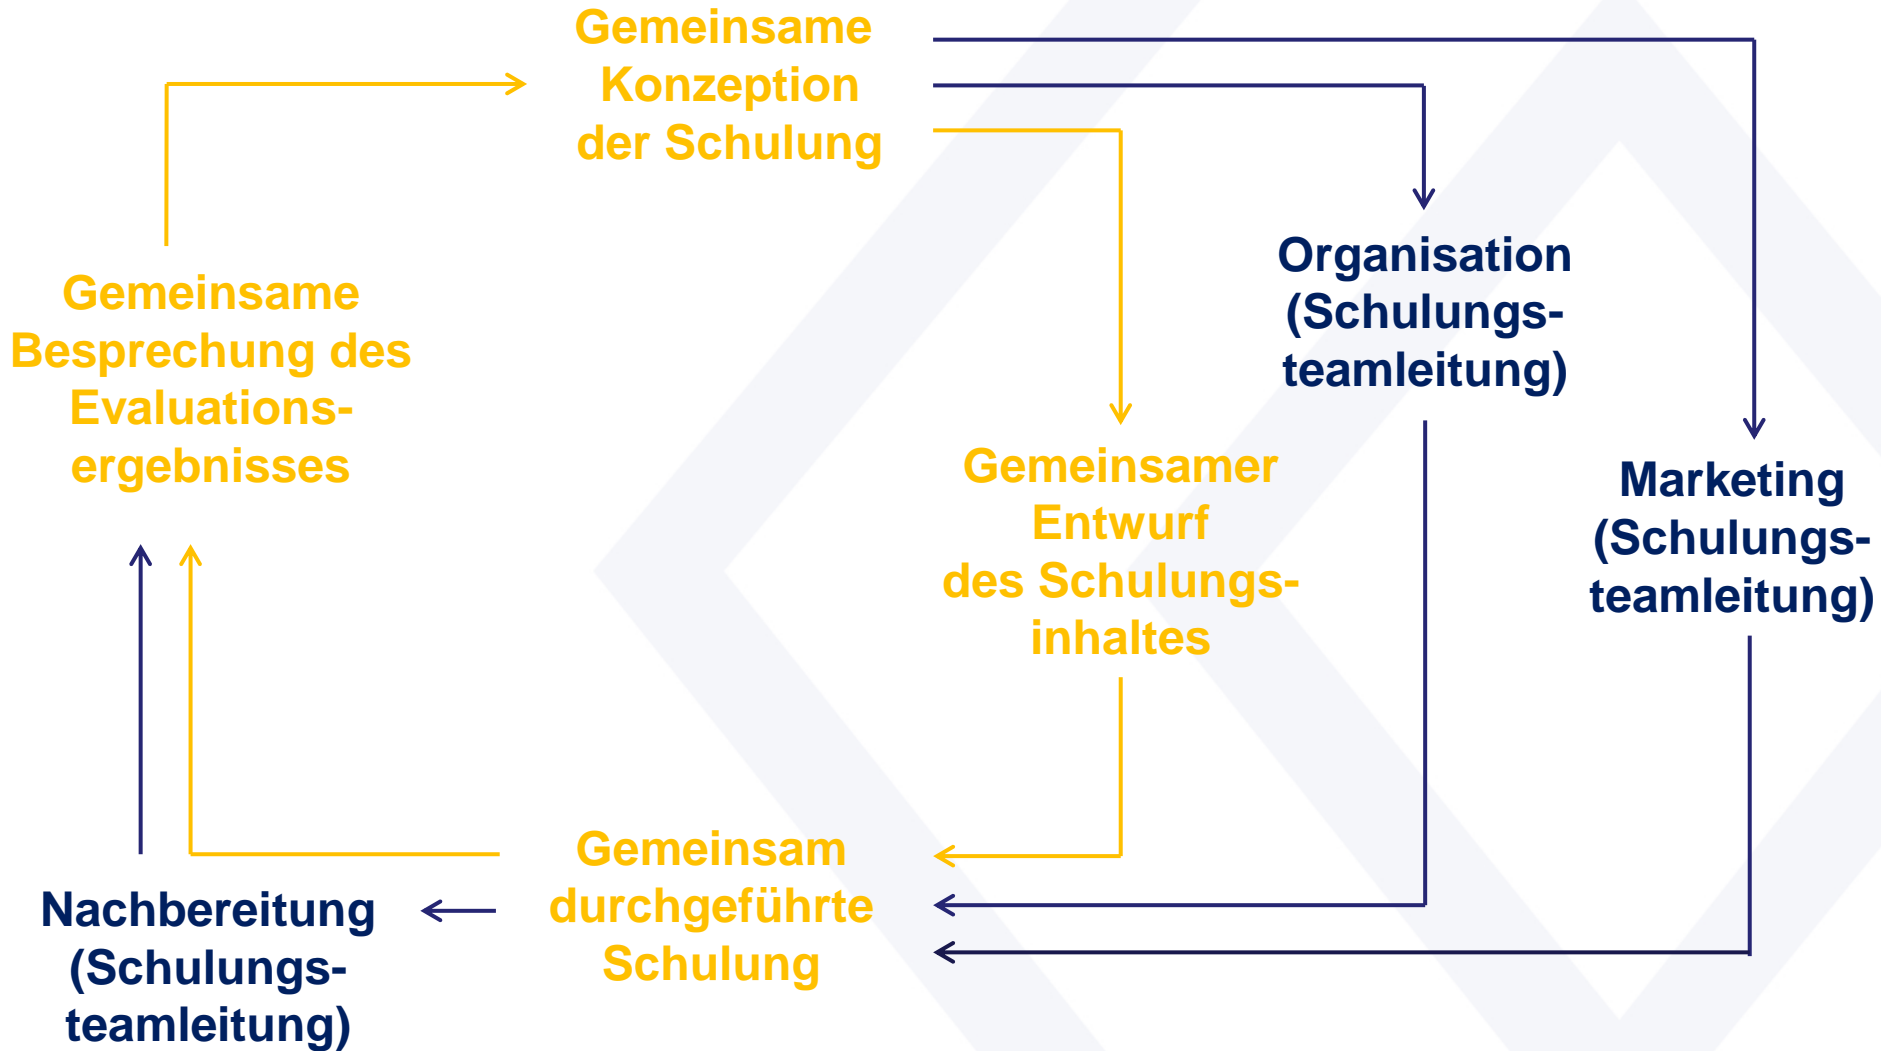 Gemeinsame
Konzeption
der Schulung
Organisation
(Schulungs-
teamleitung)
Gemeinsame
Besprechung des
Evaluations-
ergebnisses
Gemeinsamer
Entwurf
des Schulungs-
inhaltes
Marketing
(Schulungs-
teamleitung)
Gemeinsam
durchgeführte
Schulung
Nachbereitung
(Schulungs-
teamleitung)